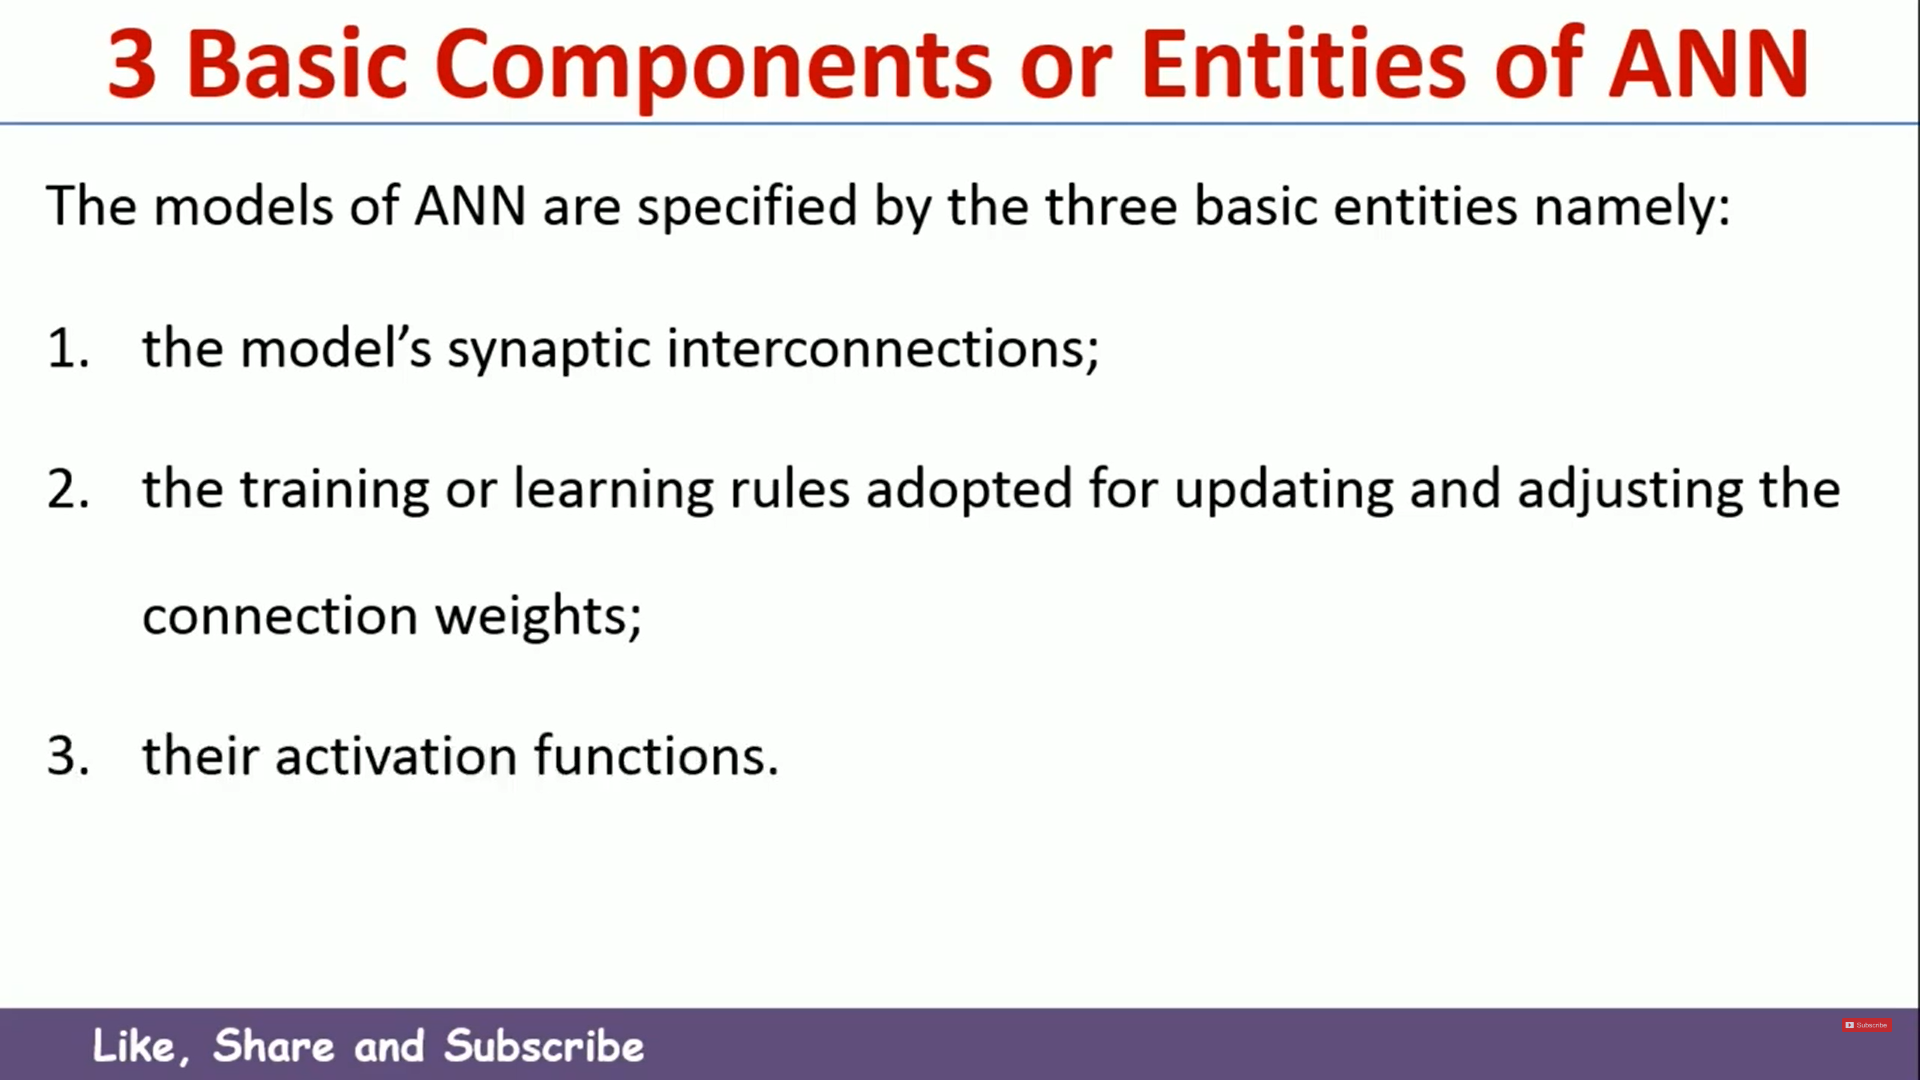 3 Basic Components or Entities of ANN
The models of ANN are specified by the three basic entities namely:
1. the model’s synaptic interconnections;
2. the training or learning rules adopted for updating and adjusting the
connection weights;
3. their activation functions.
Like, Share and Subscribe
Subscribe